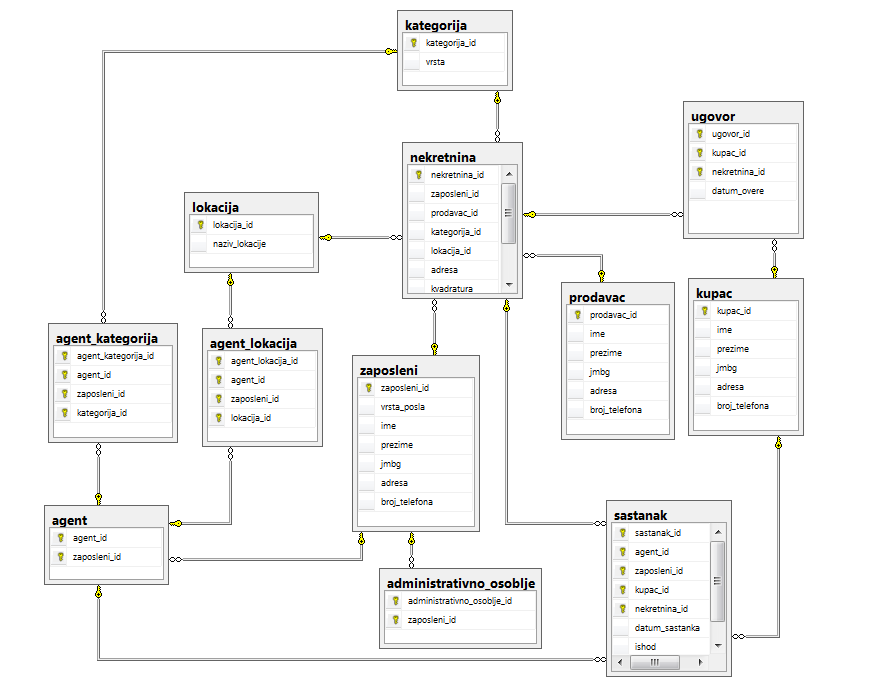 kategorija
kategorija_id
vrsta
ugovor
ugovor_id
kupac_id
nekretnina_id
datum_overe
nekretnina
nekretnina_id
zaposleni_id
prodavac_id
kategorija_id
lokacija_id
adresa
kvadratura
lokacija
lokacija_id
naziv_lokacije
prodavac
prodavac_id
ime
prezime
jmbg
adresa
broj_telefona
kupac
kupac_id
ime
prezime
jmbg
adresa
broj_telefona
agent_kategorija
agent_kategorija_id
agent_id
zaposleni_id
kategorija_id
agent_lokacija
agent_lokacija_id
agent_id
zaposleni_id
lokacija_id
zaposleni
zaposleni_id
vrsta_posla
ime
prezime
jmbg
adresa
broj_telefona
agent
agent_id
zaposleni_id
administrativno_osoblje
administrativno_osoblje_id
zaposleni_id
sastanak
sastanak_id
agent_id
zaposleni_id
kupac_id
nekretnina_id
datum_sastanka
ishod